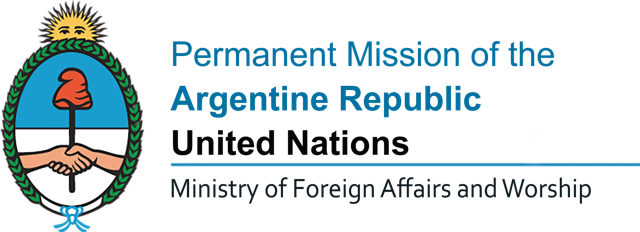 Permanent Mission of the
Argentine Republic
United Nations
Ministry of Foreign Affairs and Worship